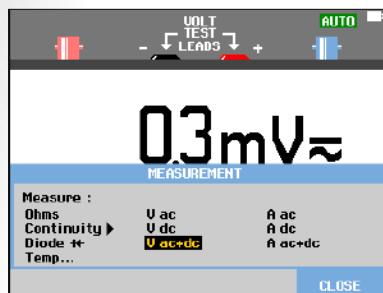 VOLT
TEST
- LEADS +
AUTO
0.3mV≂
MEASUREMENT
Measure :
Ohms V ac A ac
Continuity ▶ V dc A dc
Diode V ac+dc A ac+dc
Temp...
CLOSE